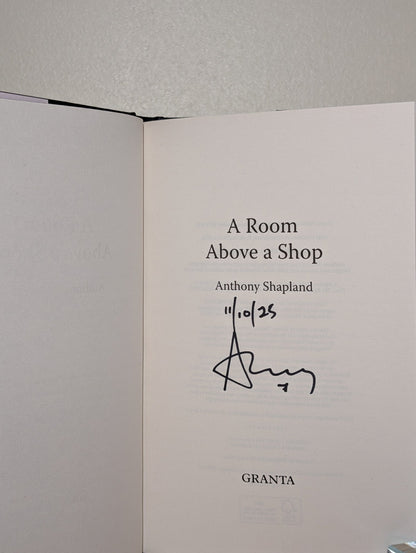 A Room
Above a Shop
Anthony Shapland
11/10/25
GRANTA